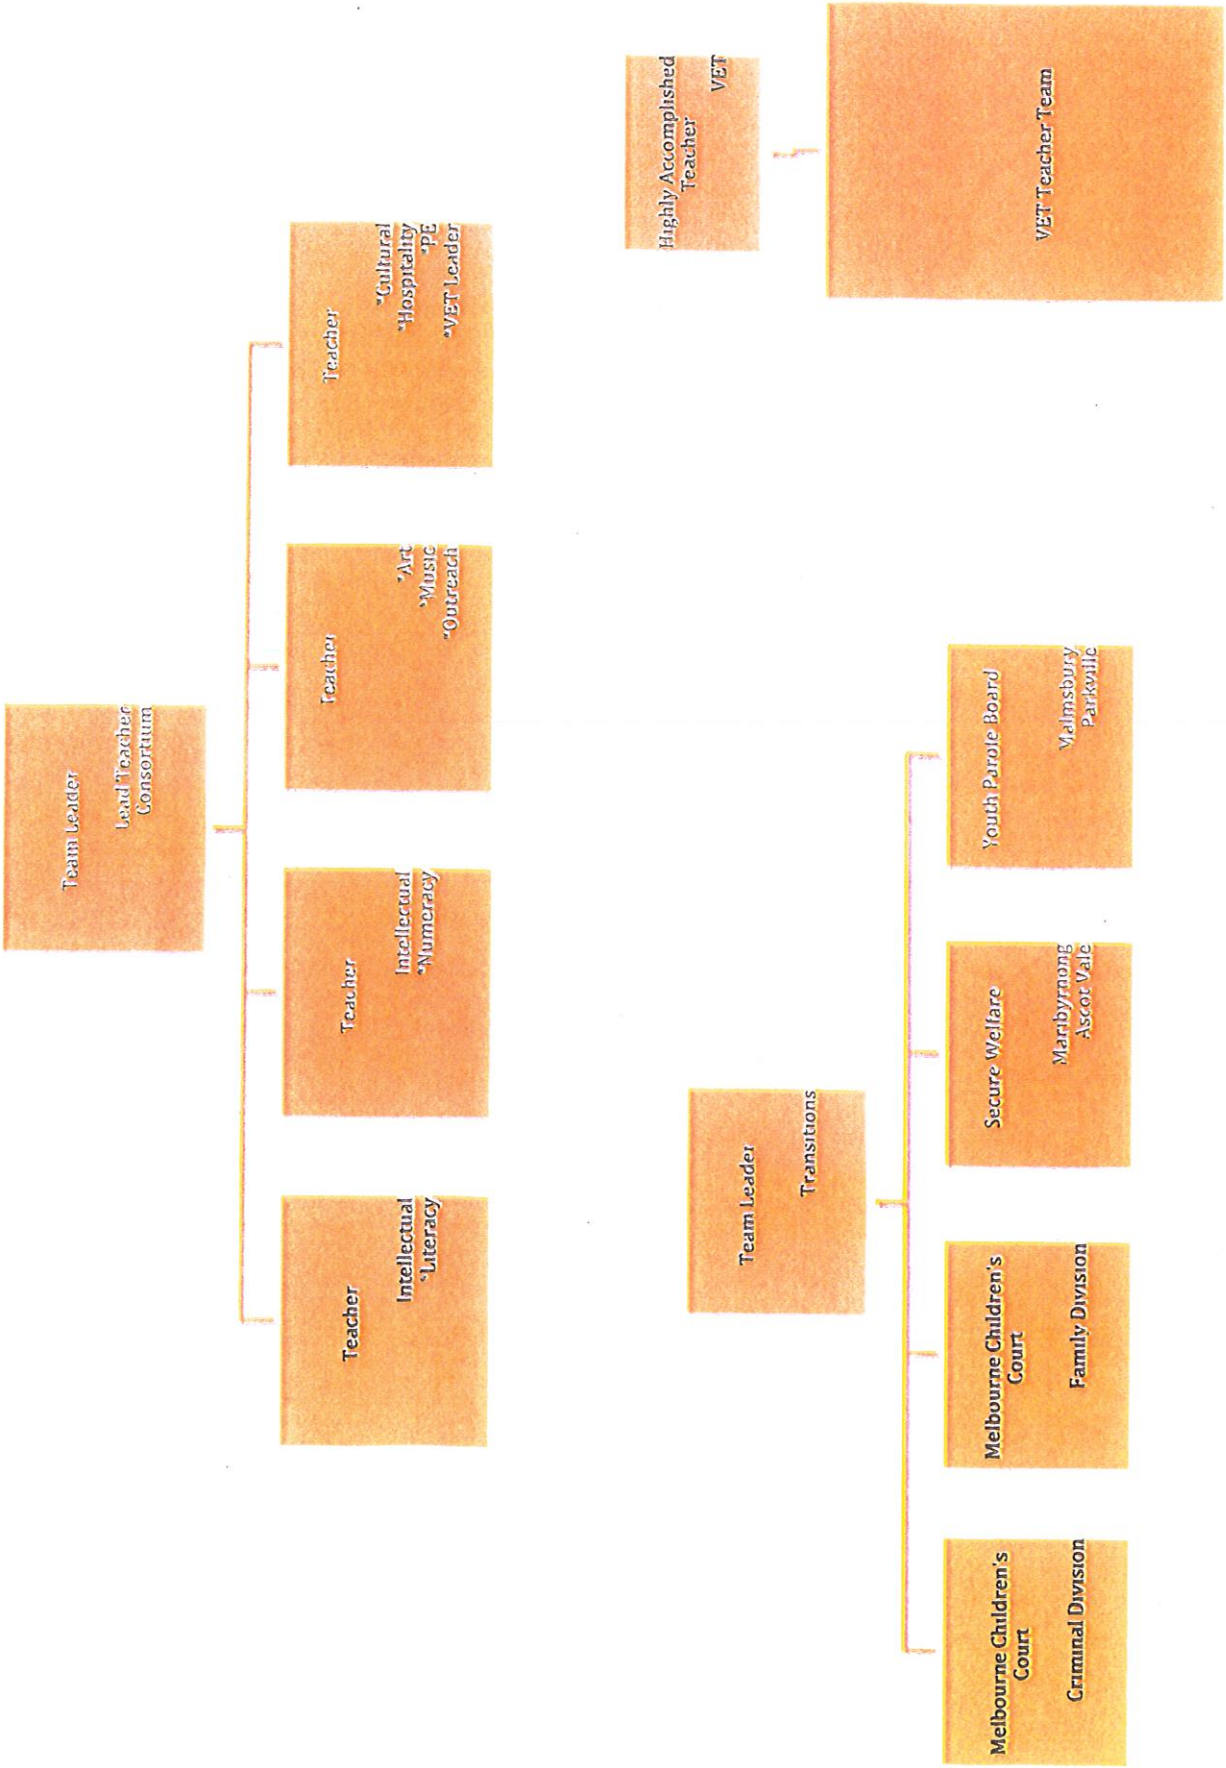 Team Leader
Lead Teacher
Consortium
Teacher
Intellectual
*Literacy
Teacher
Intellectual
*Numeracy
Teacher
*Art
*Music
*Outreach
Teacher
*Cultural
*Hospitality
*PE
*VET Leader
Team Leader
Transitions
Melbourne Children's
Court
Criminal Division
Melbourne Children's
Court
Family Division
Secure Welfare
Maribyrnong
Ascot Vale
Youth Parole Board
Malmsbury
Parkville
Highly Accomplished
Teacher
VET
VET Teacher Team